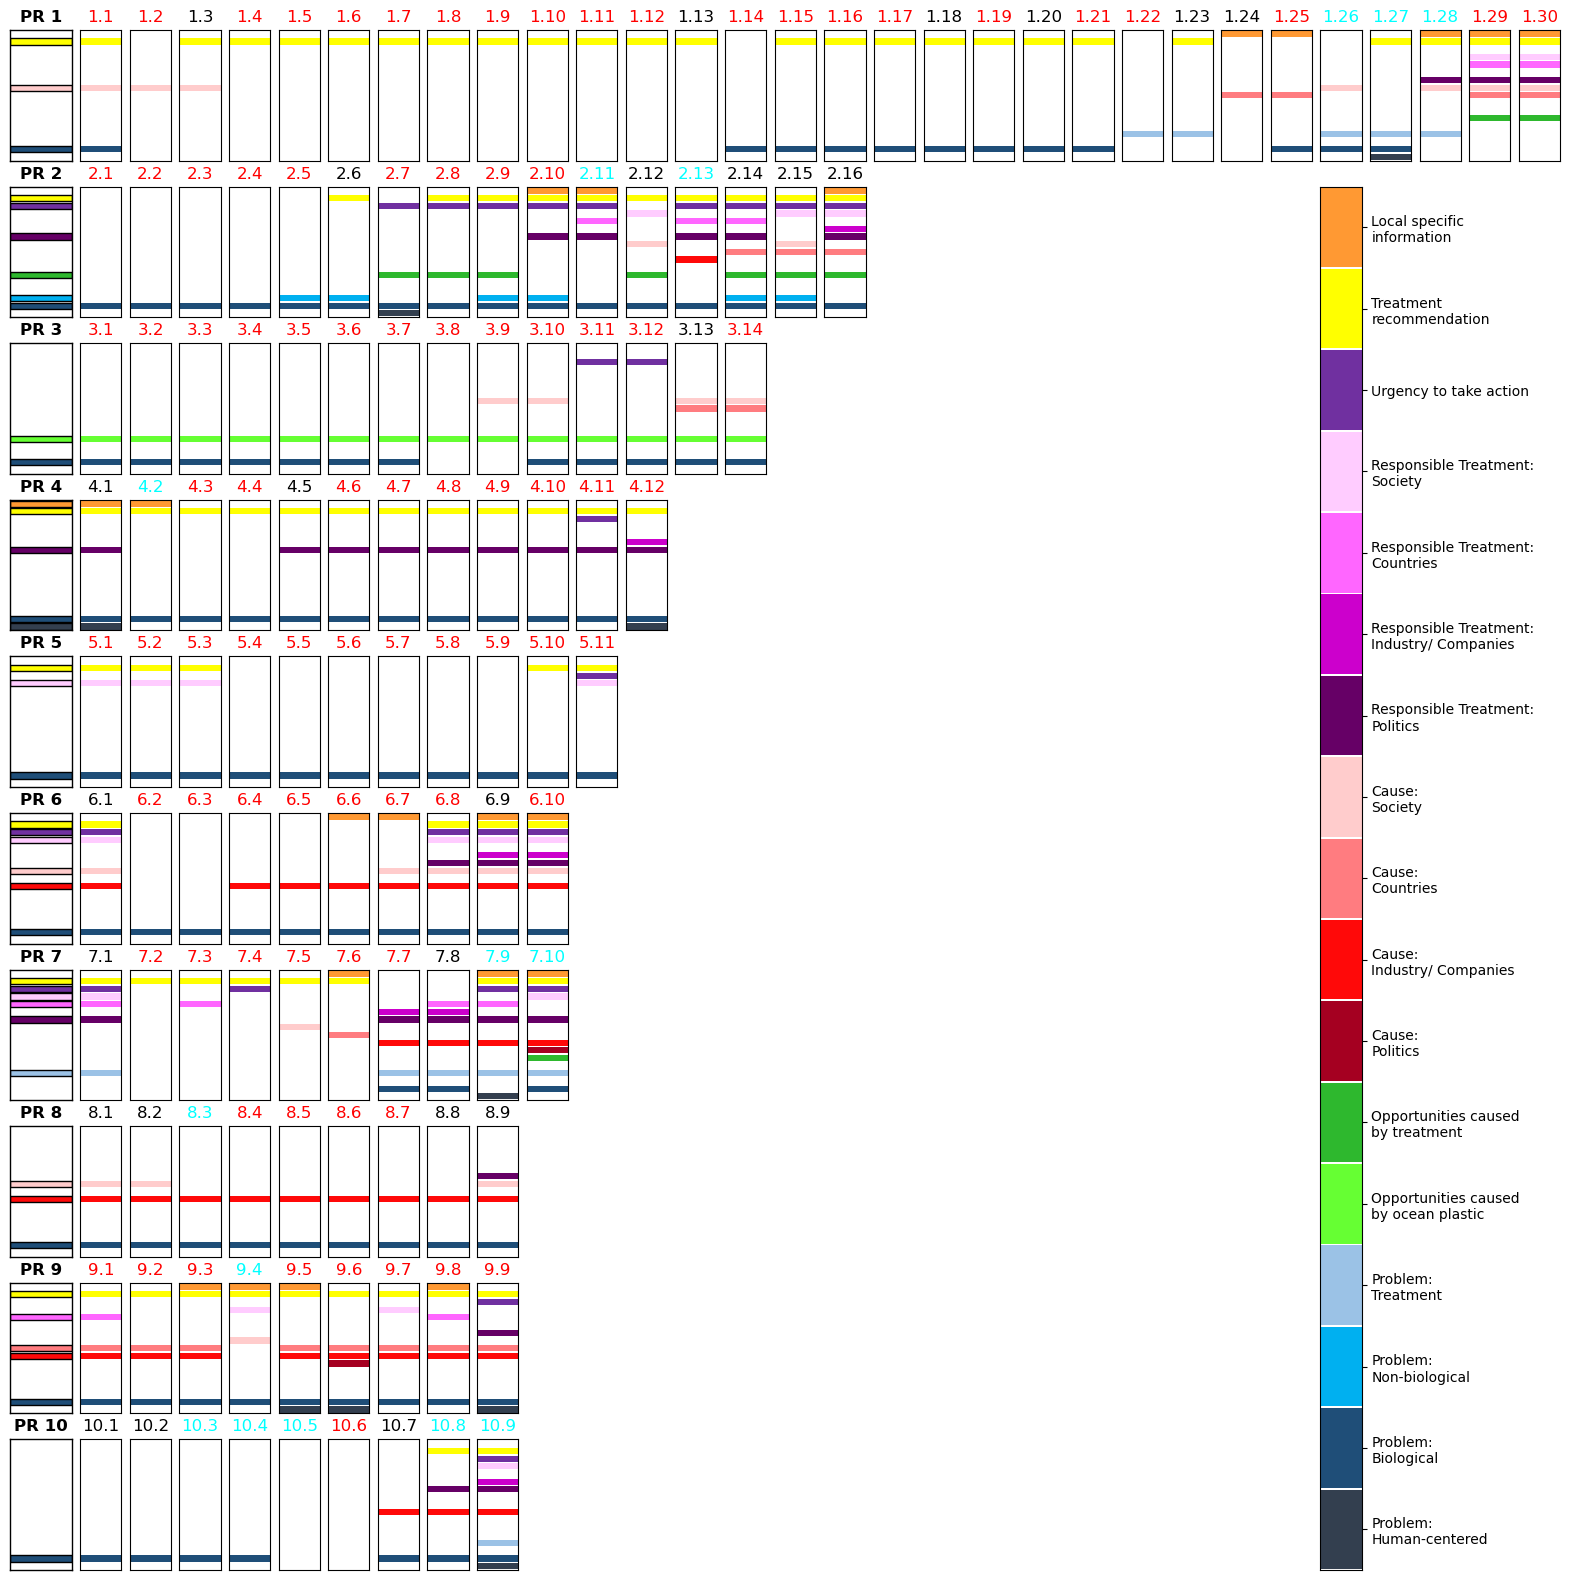 PR 1 1.1 1.2 1.3 1.4 1.5 1.6 1.7 1.8 1.9 1.10 1.11 1.12 1.13 1.14 1.15 1.16 1.17 1.18 1.19 1.20 1.21 1.22 1.23 1.24 1.25 1.26 1.27 1.28 1.29 1.30
PR 2 2.1 2.2 2.3 2.4 2.5 2.6 2.7 2.8 2.9 2.10 2.11 2.12 2.13 2.14 2.15 2.16
PR 3 3.1 3.2 3.3 3.4 3.5 3.6 3.7 3.8 3.9 3.10 3.11 3.12 3.13 3.14
PR 4 4.1 4.2 4.3 4.4 4.5 4.6 4.7 4.8 4.9 4.10 4.11 4.12
PR 5 5.1 5.2 5.3 5.4 5.5 5.6 5.7 5.8 5.9 5.10 5.11
PR 6 6.1 6.2 6.3 6.4 6.5 6.6 6.7 6.8 6.9 6.10
PR 7 7.1 7.2 7.3 7.4 7.5 7.6 7.7 7.8 7.9 7.10
PR 8 8.1 8.2 8.3 8.4 8.5 8.6 8.7 8.8 8.9
PR 9 9.1 9.2 9.3 9.4 9.5 9.6 9.7 9.8 9.9
PR 10 10.1 10.2 10.3 10.4 10.5 10.6 10.7 10.8 10.9
Local specific
information
Treatment
recommendation
Urgency to take action
Responsible Treatment:
Society
Responsible Treatment:
Countries
Responsible Treatment:
Industry/ Companies
Responsible Treatment:
Politics
Cause:
Society
Cause:
Countries
Cause:
Industry/ Companies
Cause:
Politics
Opportunities caused
by treatment
Opportunities caused
by ocean plastic
Problem:
Treatment
Problem:
Non-biological
Problem:
Biological
Problem:
Human-centered